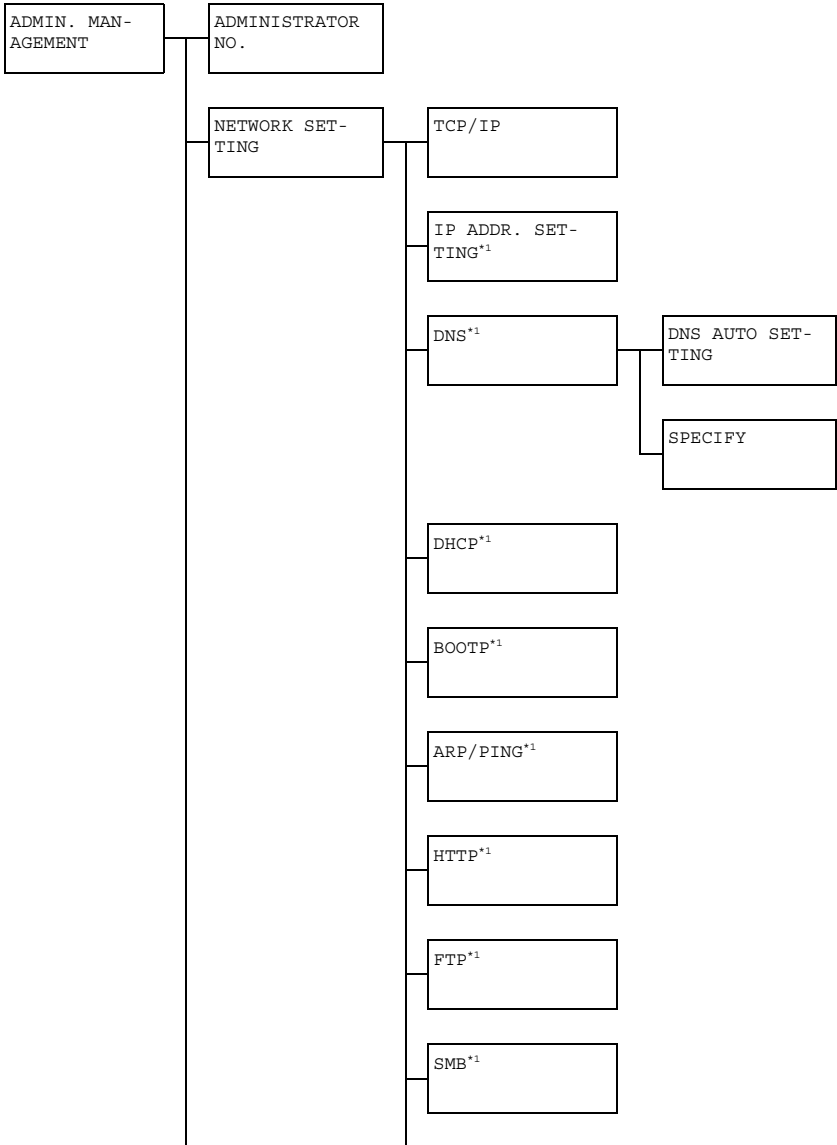 ADMIN. MAN-
AGEMENT
ADMINISTRATOR
NO.
NETWORK SET-
TING
TCP/IP
IP ADDR. SET-
TING*1
DNS*1
DNS AUTO SET-
TING
SPECIFY
DHCP*1
BOOTP*1
ARP/PING*1
HTTP*1
FTP*1
SMB*1